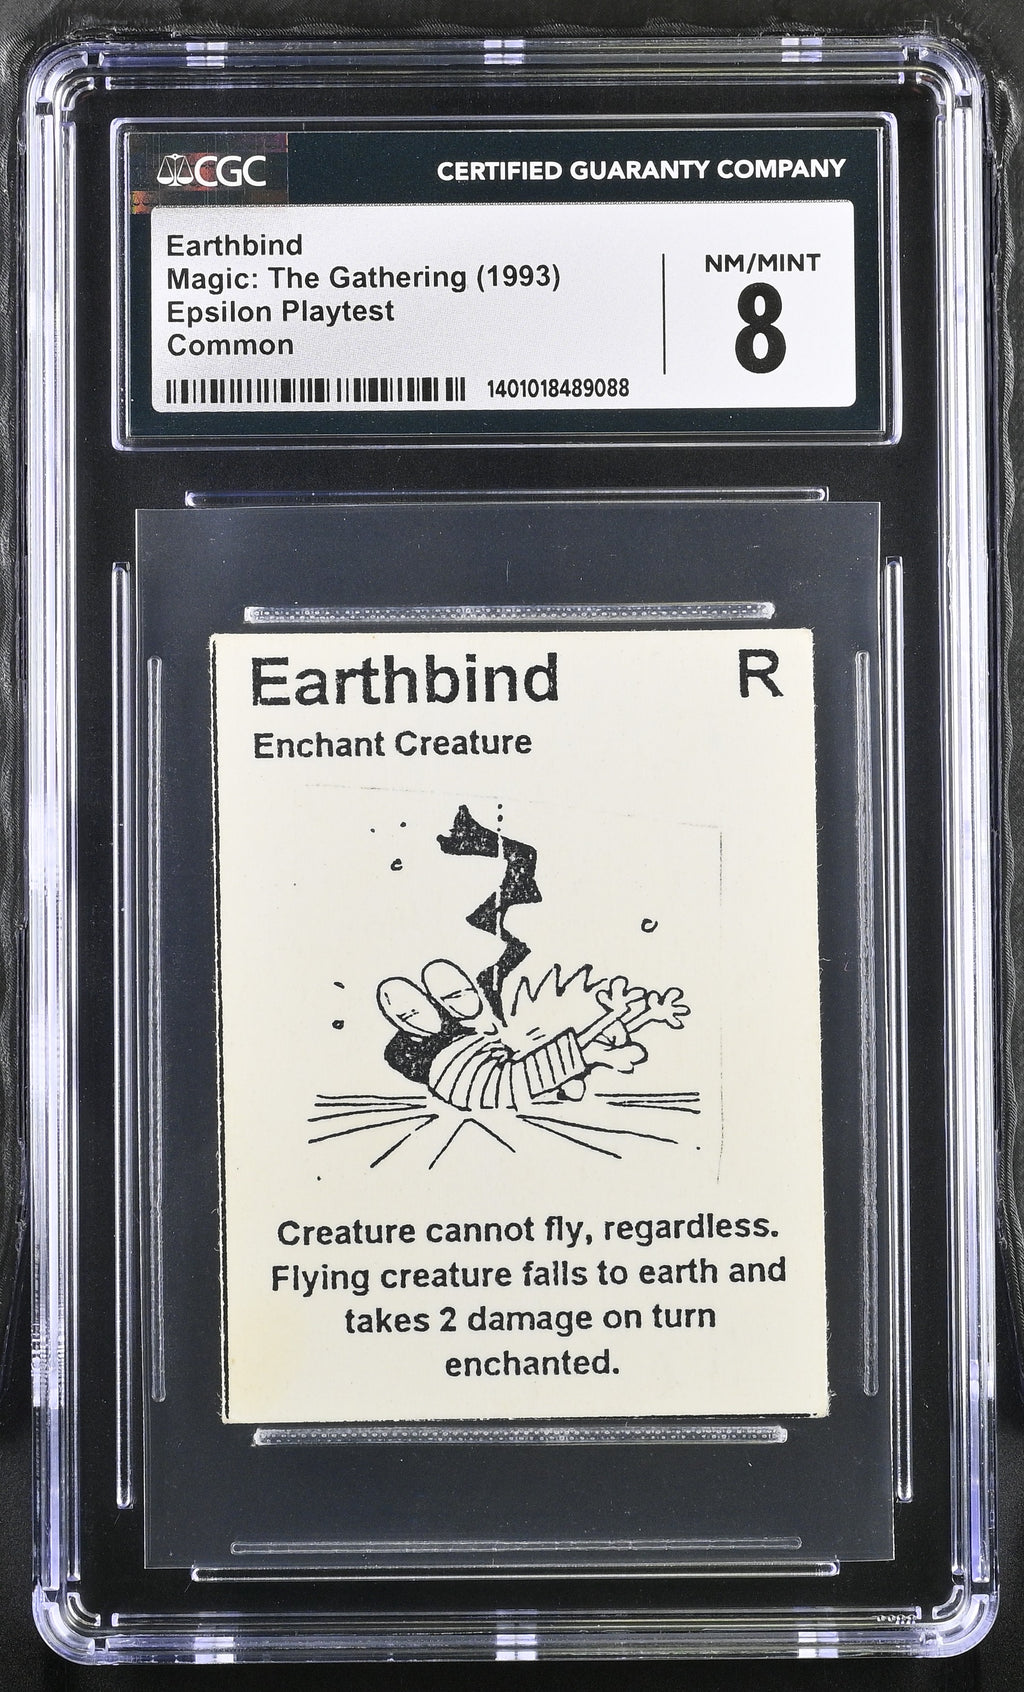 CGC
CERTIFIED GUARANTY COMPANY
Earthbind
Magic: The Gathering (1993)
Epsilon Playtest
Common
NM/MINT
8
1401018489088
Earthbind R
Enchant Creature
Creature cannot fly, regardless.
Flying creature falls to earth and
takes 2 damage on turn
enchanted.